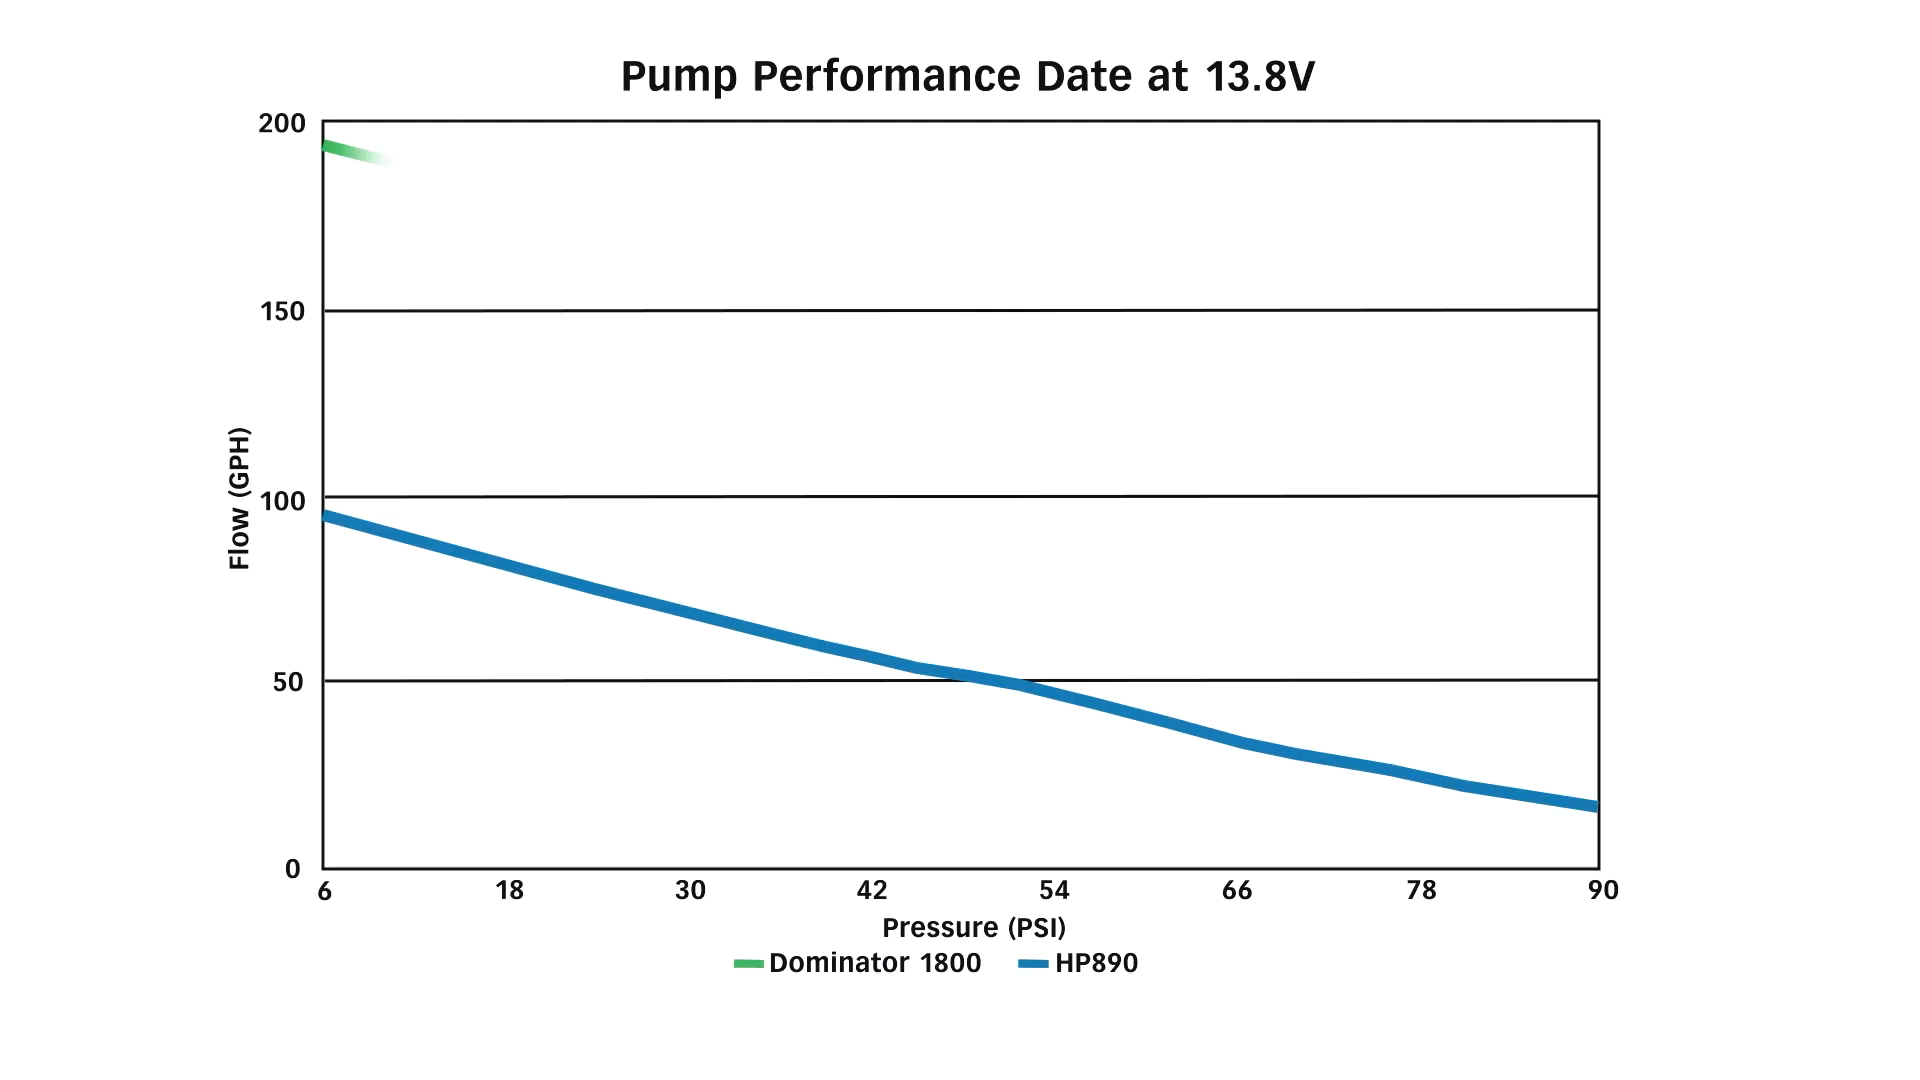 Pump Performance Date at 13.8V
200
150
100
50
0
Flow (GPH)
6 18 30 42 54 66 78 90
Pressure (PSI)
Dominator 1800 HP890